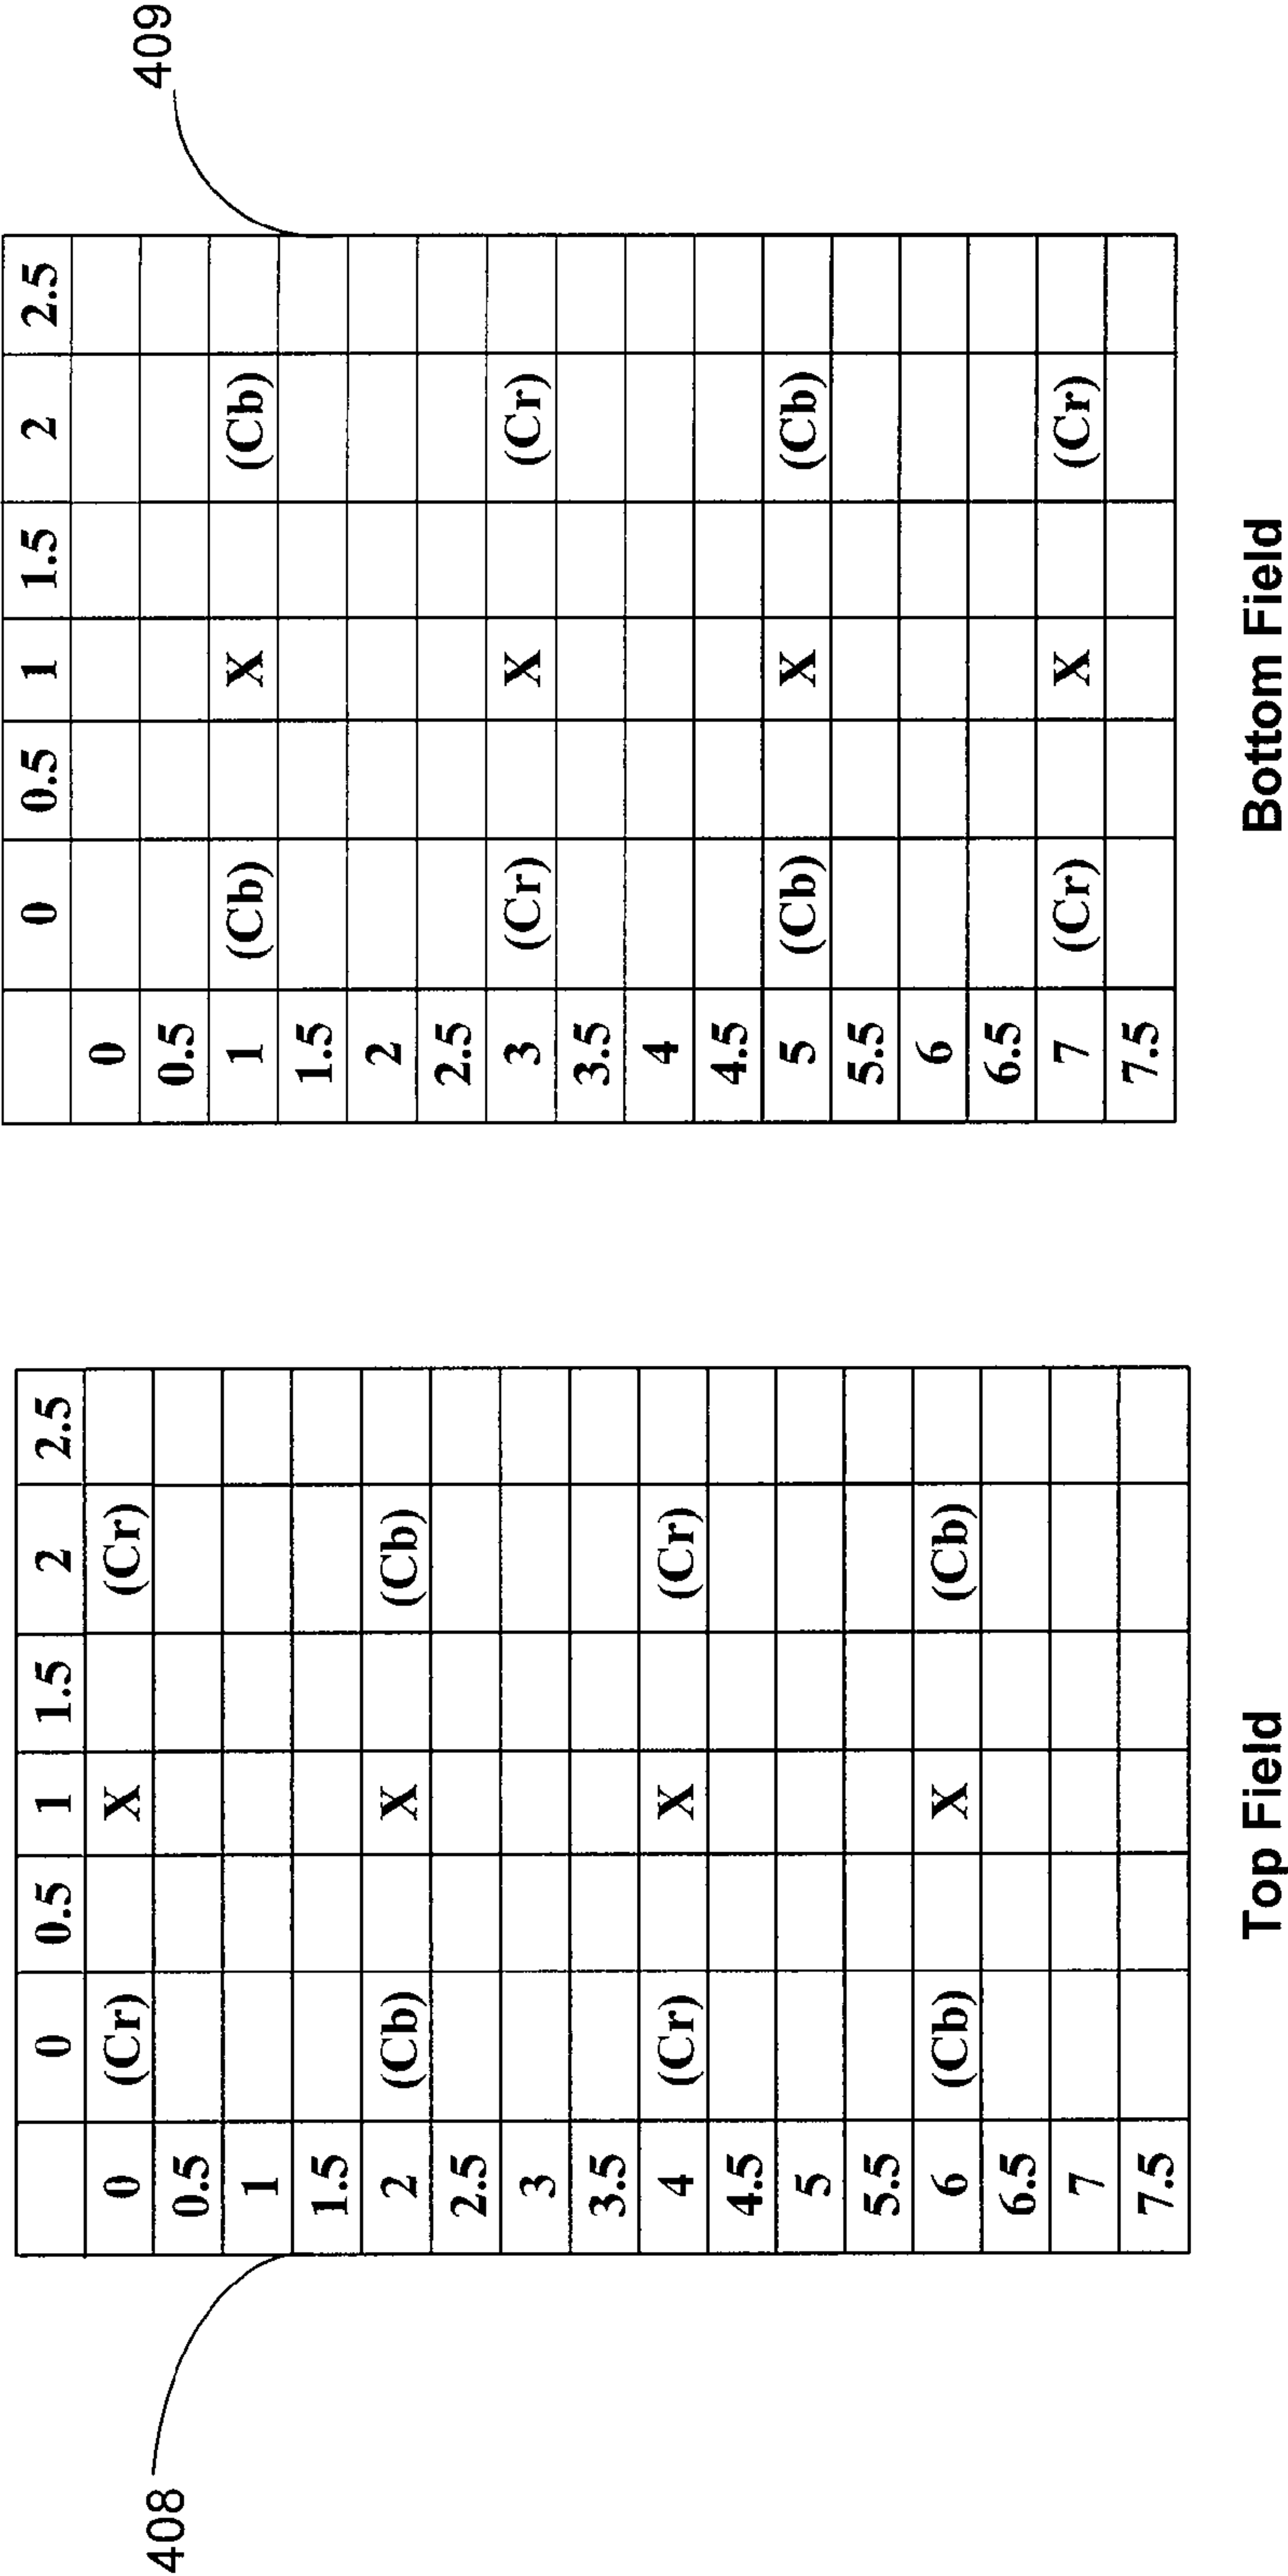 408
0 0.5 1 1.5 2 2.5
0 (Cr) X (Cr)
0.5
1
1.5
2 (Cb) X (Cb)
2.5
3
3.5
4 (Cr) X (Cr)
4.5
5
5.5
6 (Cb) X (Cb)
6.5
7
7.5
Top Field
409
0 0.5 1 1.5 2 2.5
0
0.5
1 (Cb) X (Cb)
1.5
2
2.5
3 (Cr) X (Cr)
3.5
4
4.5
5 (Cb) X (Cb)
5.5
6
6.5
7 (Cr) X (Cr)
7.5
Bottom Field